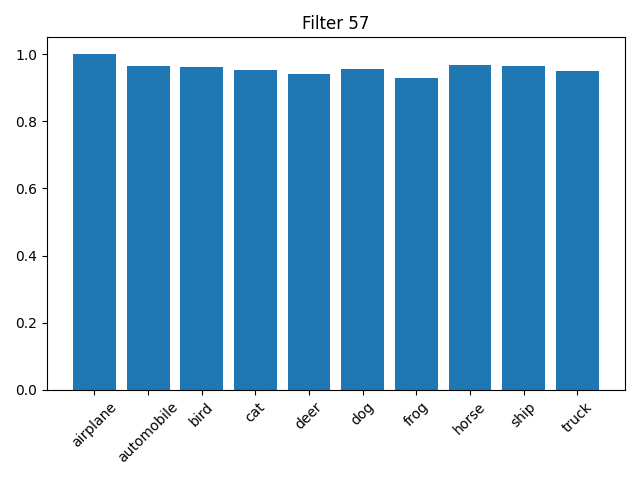 Filter 57
1.0
0.8
0.6
0.4
0.2
0.0
airplane
automobile
bird
cat
deer
dog
frog
horse
ship
truck